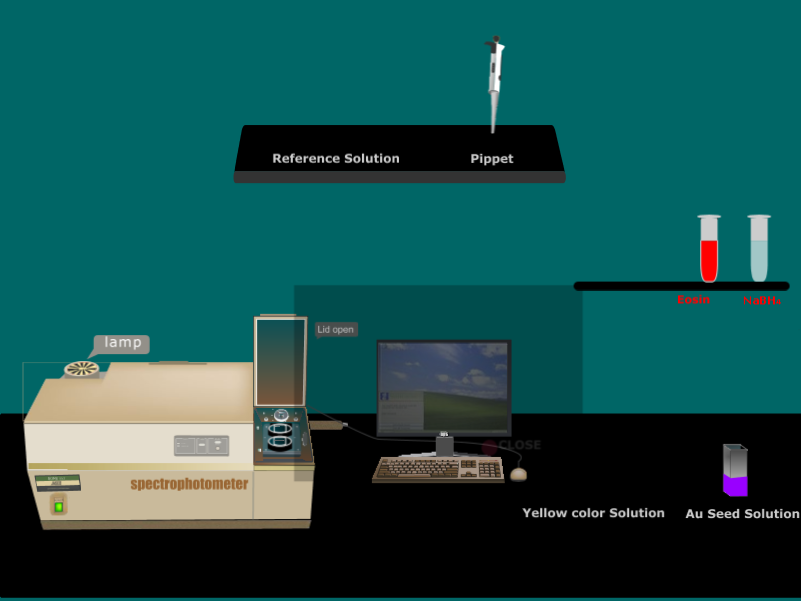 Reference Solution
Pippet
Eosin
NaBH₄
Lid open
lamp
CLOSE
spectrophotometer
Yellow color Solution
Au Seed Solution